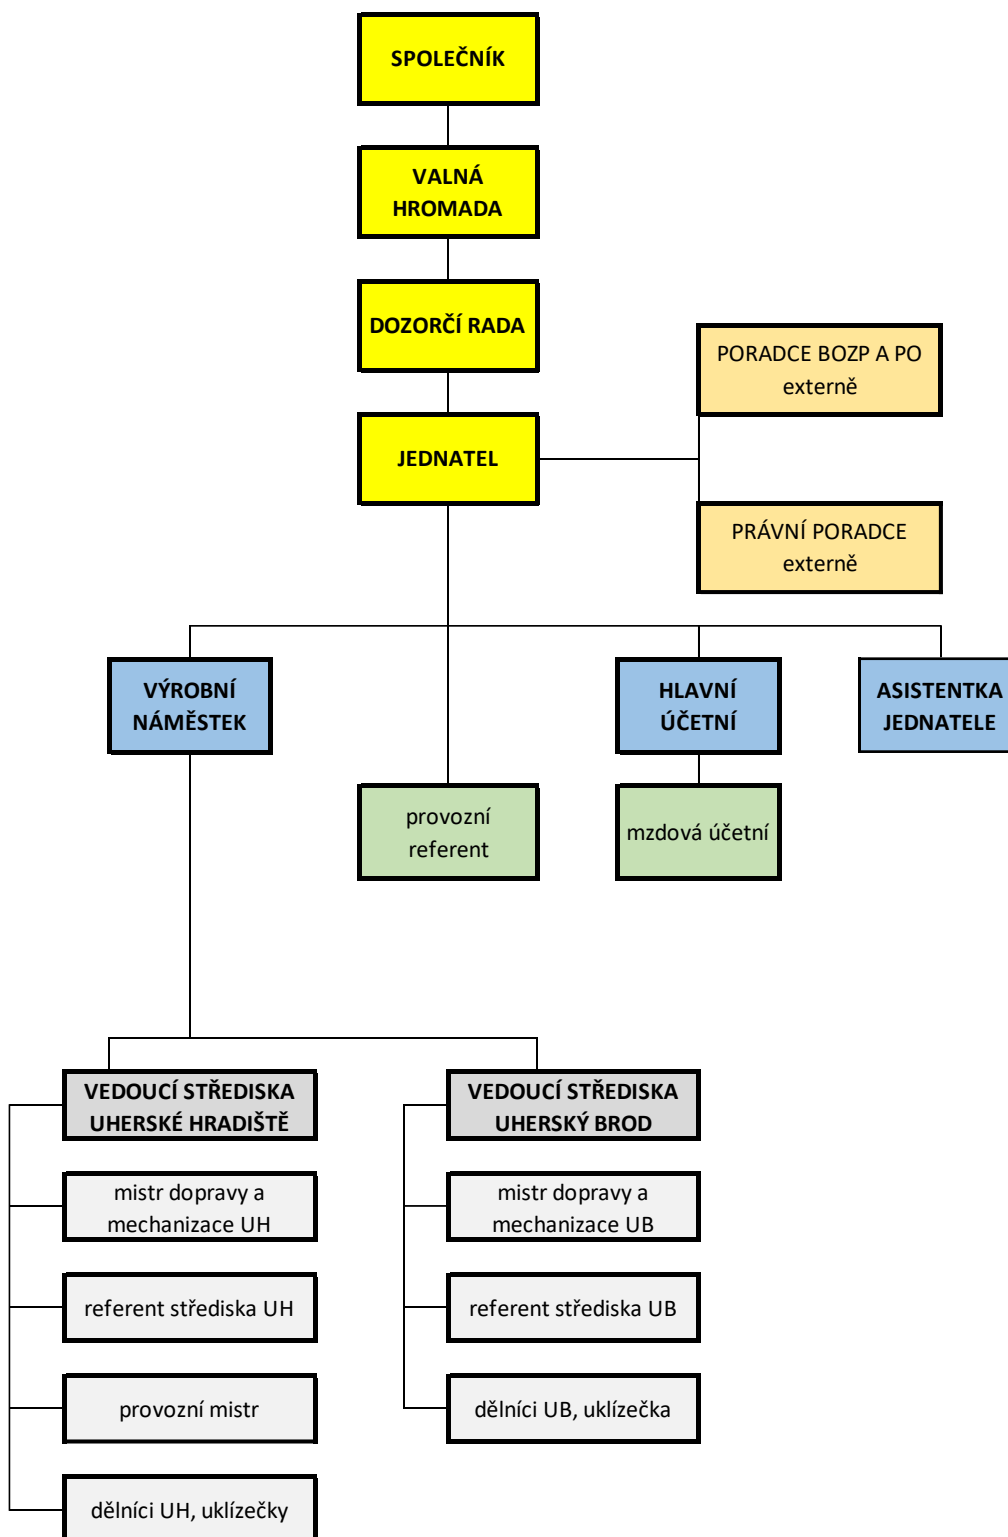 SPOLEČNÍK
VALNÁ
HROMADA
DOZORČÍ RADA
PORADCE BOZP A PO
externě
JEDNATEL
PRÁVNÍ PORADCE
externě
VÝROBNÍ
NÁMĚSTEK
HLAVNÍ
ÚČETNÍ
ASISTENTKA
JEDNATELE
provozní
referent
mzdová účetní
VEDOUCÍ STŘEDISKA
UHERSKÉ HRADIŠTĚ
VEDOUCÍ STŘEDISKA
UHERSKÝ BROD
mistr dopravy a
mechanizace UH
mistr dopravy a
mechanizace UB
referent střediska UH
referent střediska UB
provozní mistr
dělníci UB, uklízečka
dělníci UH, uklízečky